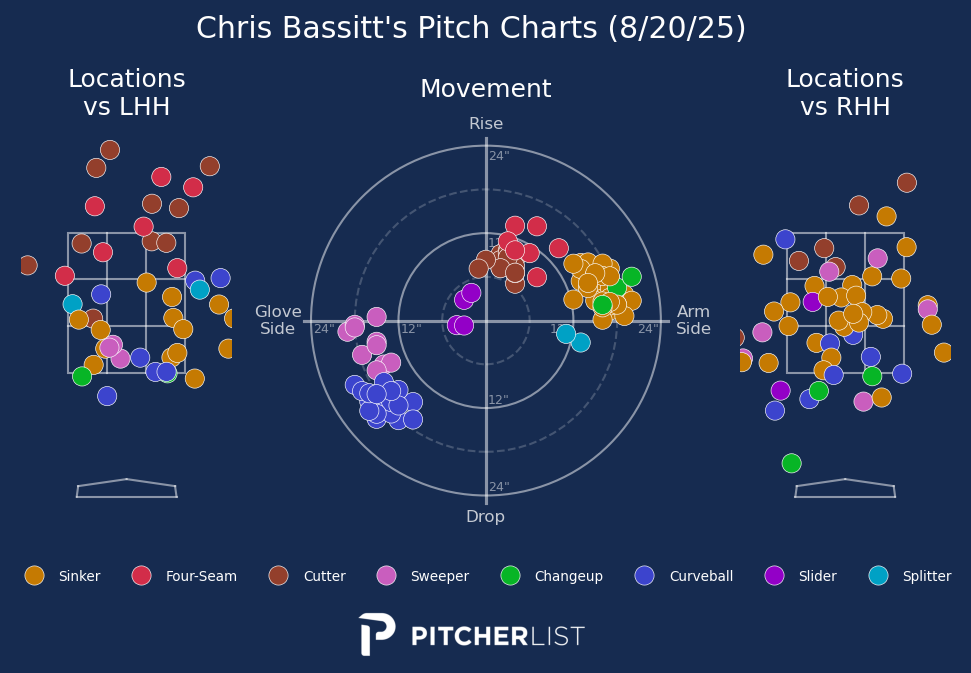 Chris Bassitt's Pitch Charts (8/20/25)
Locations
vs LHH
Movement
Locations
vs RHH
Rise
24"
Glove
Side
24"
12"
24"
Arm
Side
12"
24"
Drop
Sinker
Four-Seam
Cutter
Sweeper
Changeup
Curveball
Slider
Splitter
PITCHERLIST